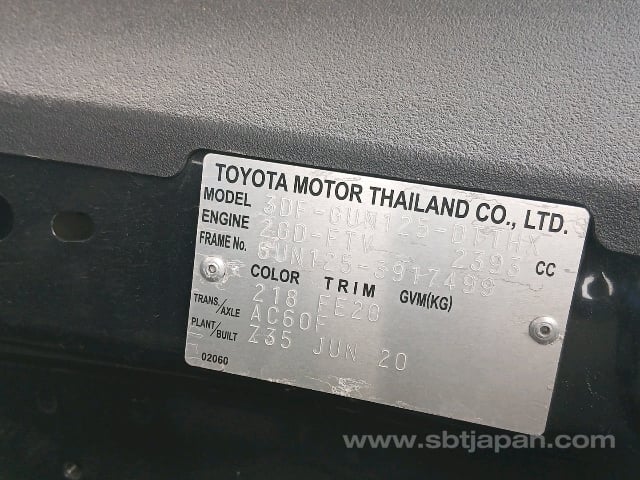 TOYOTA MOTOR THAILAND CO., LTD.
MODEL 3DF-GUN125-DTTHX
ENGINE 2GD-FTV 2393 CC
FRAME No. GUN125-3917499
COLOR TRIM GVM(KG)
218 FE20
TRANS./AXLE AC60F
PLANT/BUILT Z35 JUN 20
02060
www.sbtjapan.com